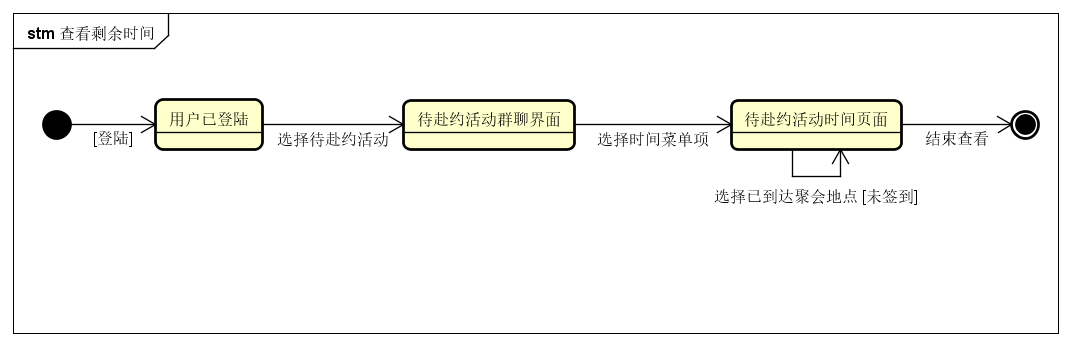 stm 查看剩余时间
用户已登陆
待赴约活动群聊界面
待赴约活动时间页面
[登陆]
选择待赴约活动
选择时间菜单项
结束查看
选择已到达聚会地点 [未签到]